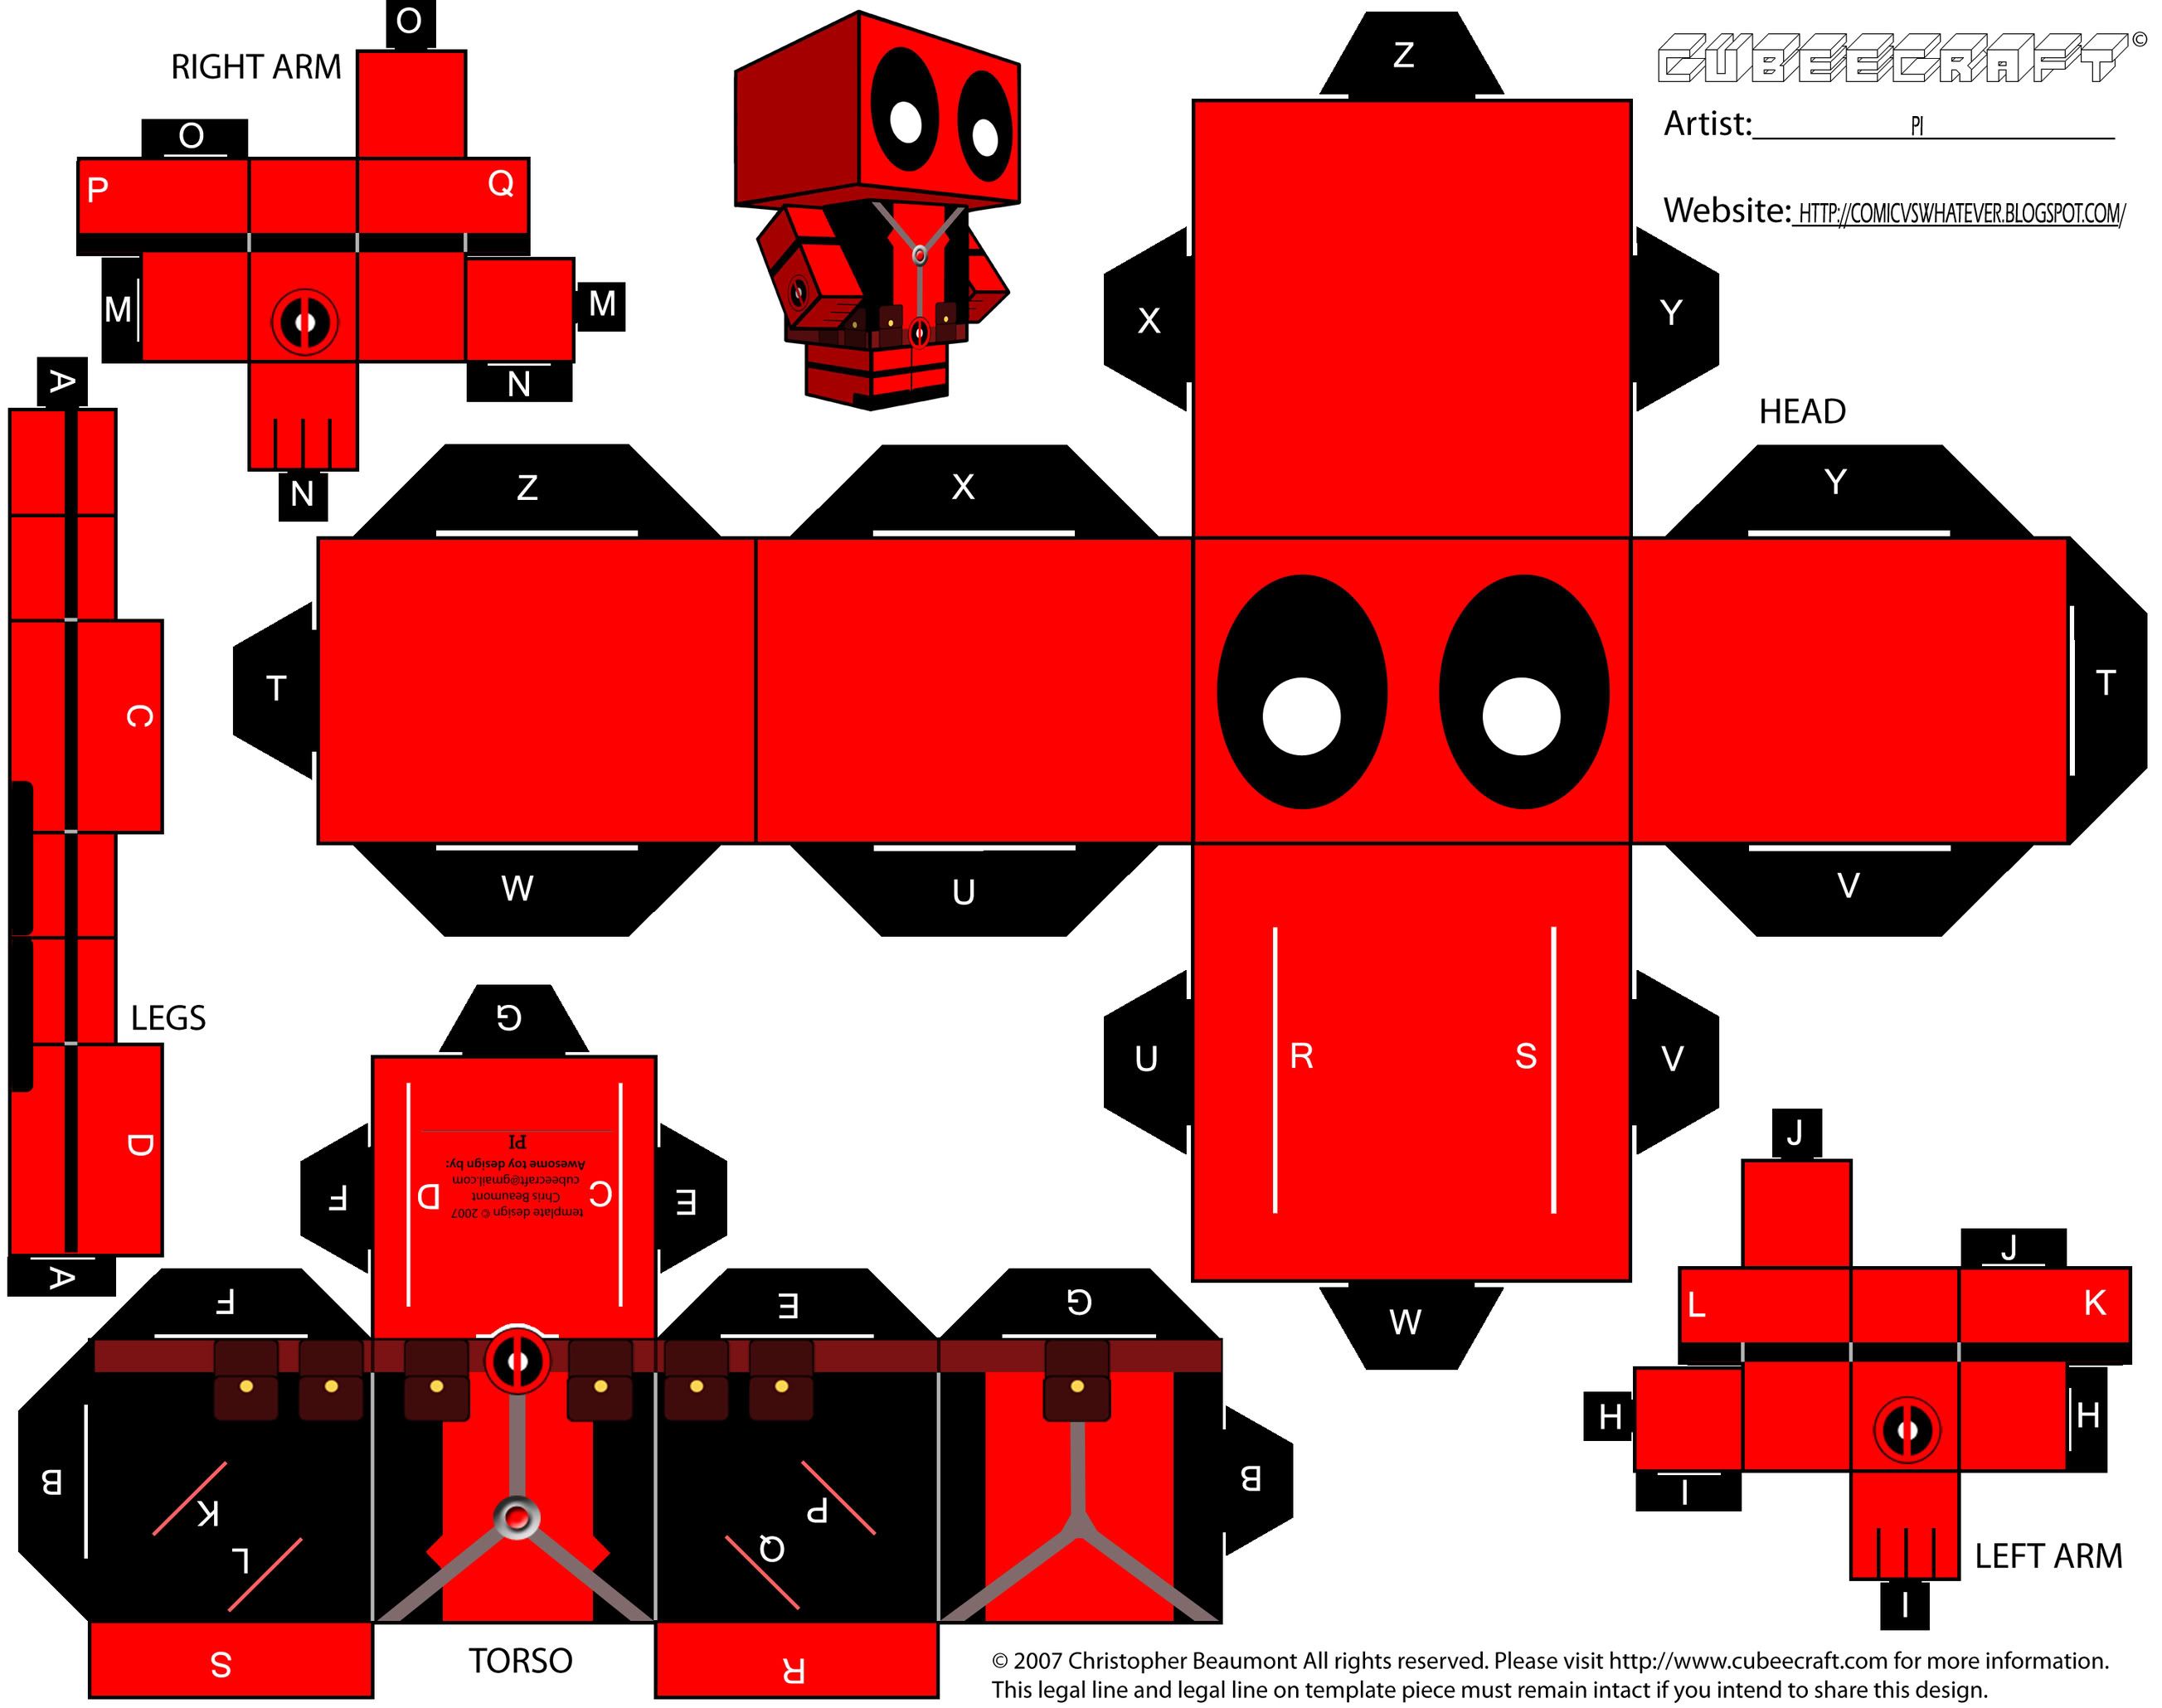 CUBEECRAFT©
Artist: PI
Website: HTTP://COMICVSWHATEVER.BLOGSPOT.COM/
RIGHT ARM
O
O
P
Q
M
M
N
N
HEAD
Z
X
Y
Z
X
Y
T
T
W
U
V
R
S
U
V
W
LEGS
A
C
D
A
TORSO
G
F
E
D
C
template design © 2007
Chris Beaumont
cubeecraft@gmail.com
Awesome toy design by:
PI
F
E
G
B
B
K
L
P
Q
S
R
LEFT ARM
J
J
L
K
H
H
I
I
© 2007 Christopher Beaumont All rights reserved. Please visit http://www.cubeecraft.com for more information.
This legal line and legal line on template piece must remain intact if you intend to share this design.